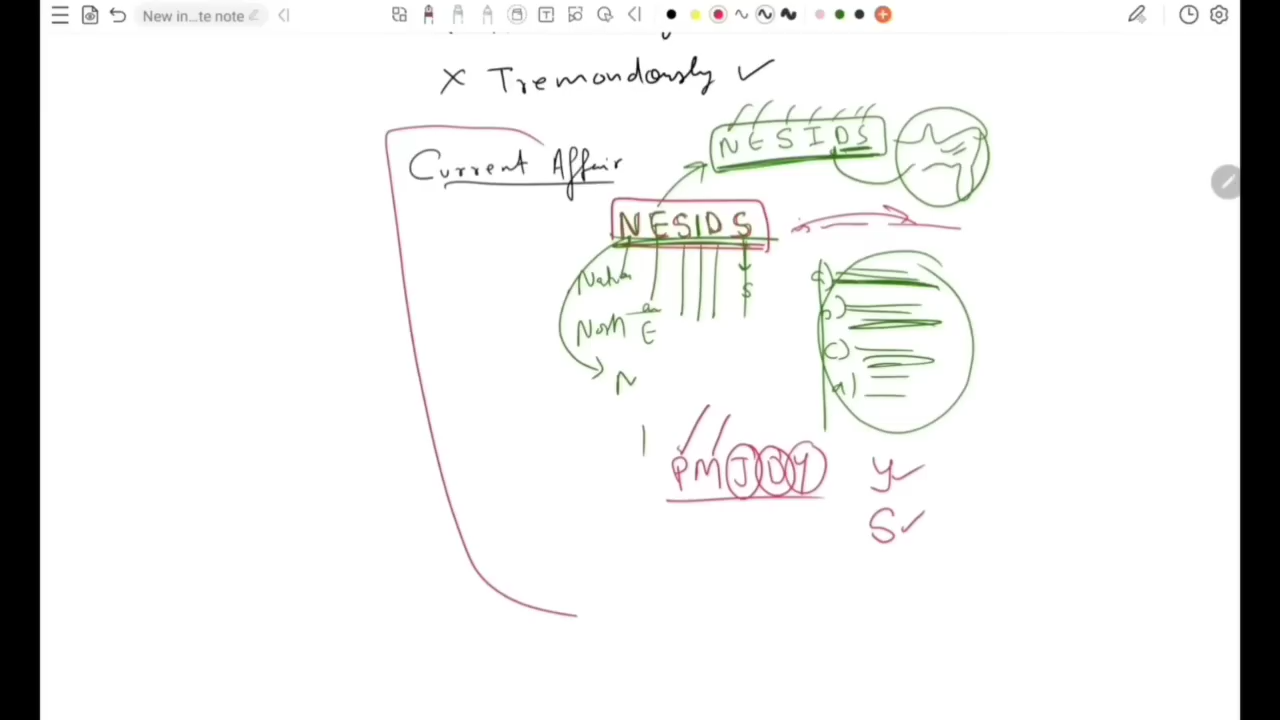 New in...te note
X Tremondously ✓
NESIDS
Current Affair
NESIDS
a)
S
b)
North E
c)
N
PMJDY
Y✓
S✓